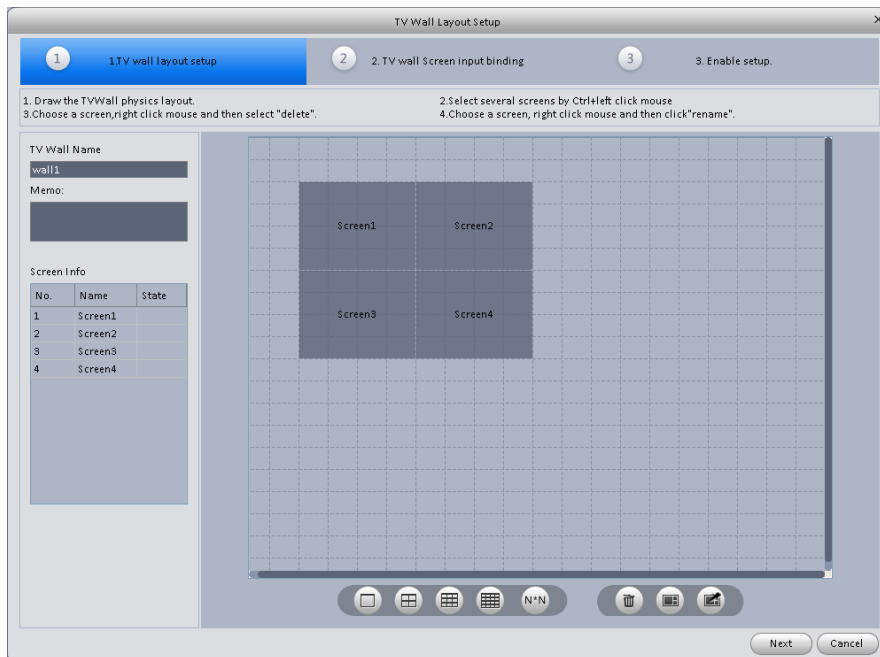 TV Wall Layout Setup
1 1.TV wall layout setup 2 2. TV wall Screen input binding 3 3. Enable setup.
1. Draw the TVWall physics layout. 2.Select several screens by Ctrl+left click mouse
3.Choose a screen,right click mouse and then select "delete". 4.Choose a screen, right click mouse and then click"rename".
TV Wall Name
wall1
Memo:
Screen Info
No. Name State
1 Screen1
2 Screen2
3 Screen3
4 Screen4
Screen1 Screen2
Screen3 Screen4
N*N
Next Cancel